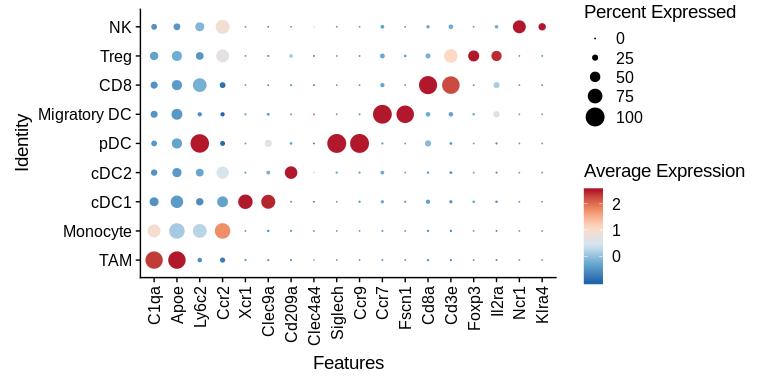 NK
Treg
CD8
Migratory DC
pDC
cDC2
cDC1
Monocyte
TAM
Identity
C1qa
Apoe
Ly6c2
Ccr2
Xcr1
Clec9a
Cd209a
Clec4a4
Siglech
Ccr9
Ccr7
Fscn1
Cd8a
Cd3e
Foxp3
Il2ra
Ncr1
Klra4
Features
Percent Expressed
0
25
50
75
100
Average Expression
2
1
0